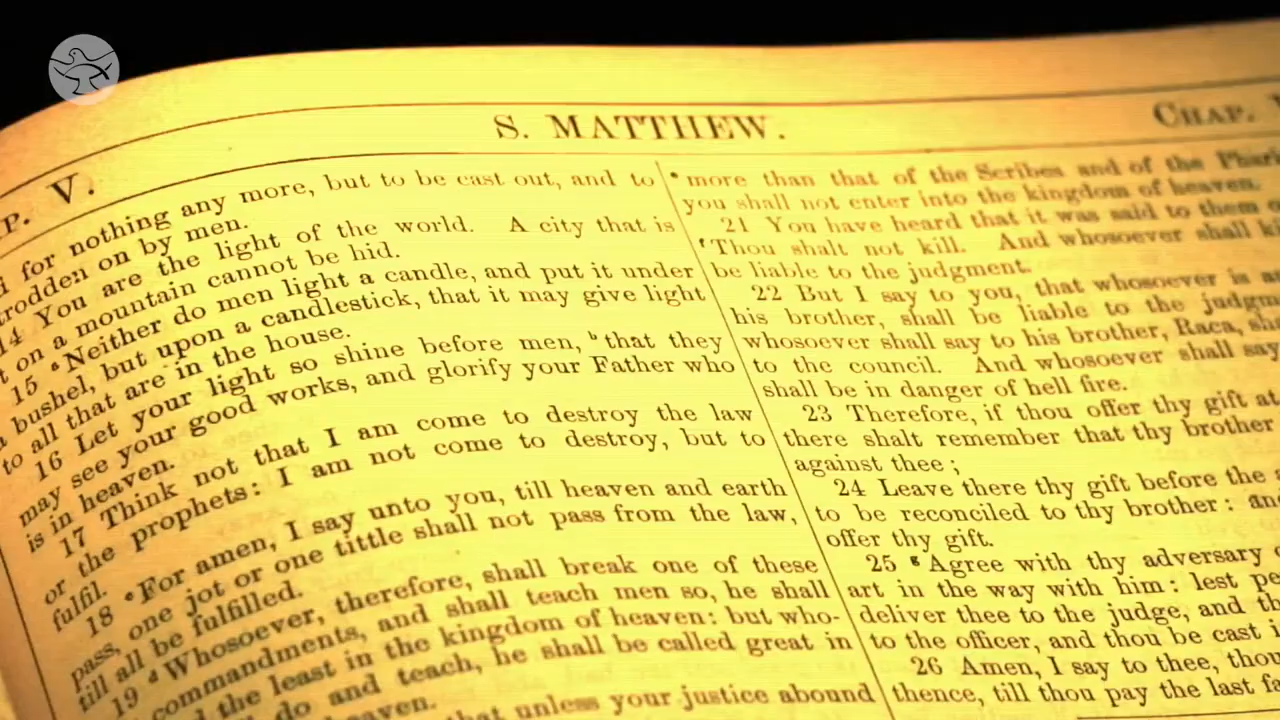 S. MATTHEW.
CHAP.
P. V.
for nothing any more, but to be cast out, and to
trodden on by men.
14 You are the light of the world. A city that is
on a mountain cannot be hid.
15 ᵃ Neither do men light a candle, and put it under
bushel, but upon a candlestick, that it may give light
to all that are in the house.
16 Let your light so shine before men, ᵇ that they
may see your good works, and glorify your Father who
is in heaven.
17 Think not that I am come to destroy the law
or the prophets: I am not come to destroy, but to
fulfil.
18 ᶜ For amen, I say unto you, till heaven and earth
pass, one jot or one tittle shall not pass from the law,
till all be fulfilled.
19 ᵈ Whosoever, therefore, shall break one of these
commandments, and shall teach men so, he shall
the least in the kingdom of heaven: but who-
do and teach, he shall be called great in
heaven.
that unless your justice abound
more than that of the Scribes and of the
you shall not enter into the kingdom of heaven.
21 You have heard that it was said to them
Thou shalt not kill. And whosoever shall
be liable to the judgment.
22 But I say to you, that whosoever is
his brother, shall be liable to the
whosoever shall say to his brother, Raca,
to the council. And whosoever shall say
shall be in danger of hell fire.
23 Therefore, if thou offer thy gift at
there shalt remember that thy brother
against thee;
24 Leave there thy gift before the
to be reconciled to thy brother: and
offer thy gift.
25 ᵍ Agree with thy adversary
art in the way with him: lest
deliver thee to the judge, and
to the officer, and thou be cast
26 Amen, I say to thee,
thence, till thou pay the last